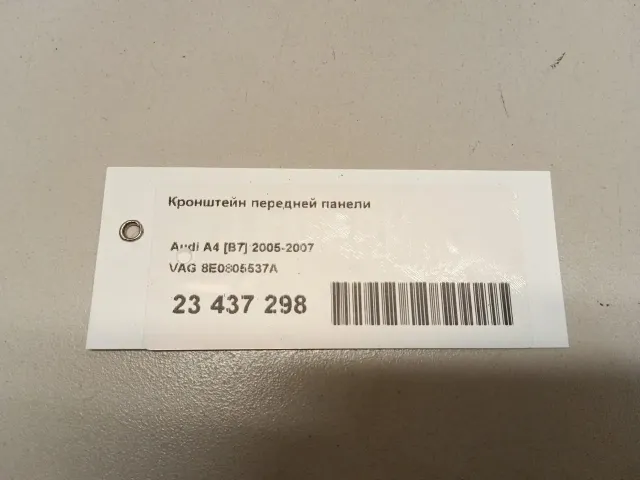 Кронштейн передней панели
Audi A4 [B7] 2005-2007
VAG 8E0805537A
23 437 298